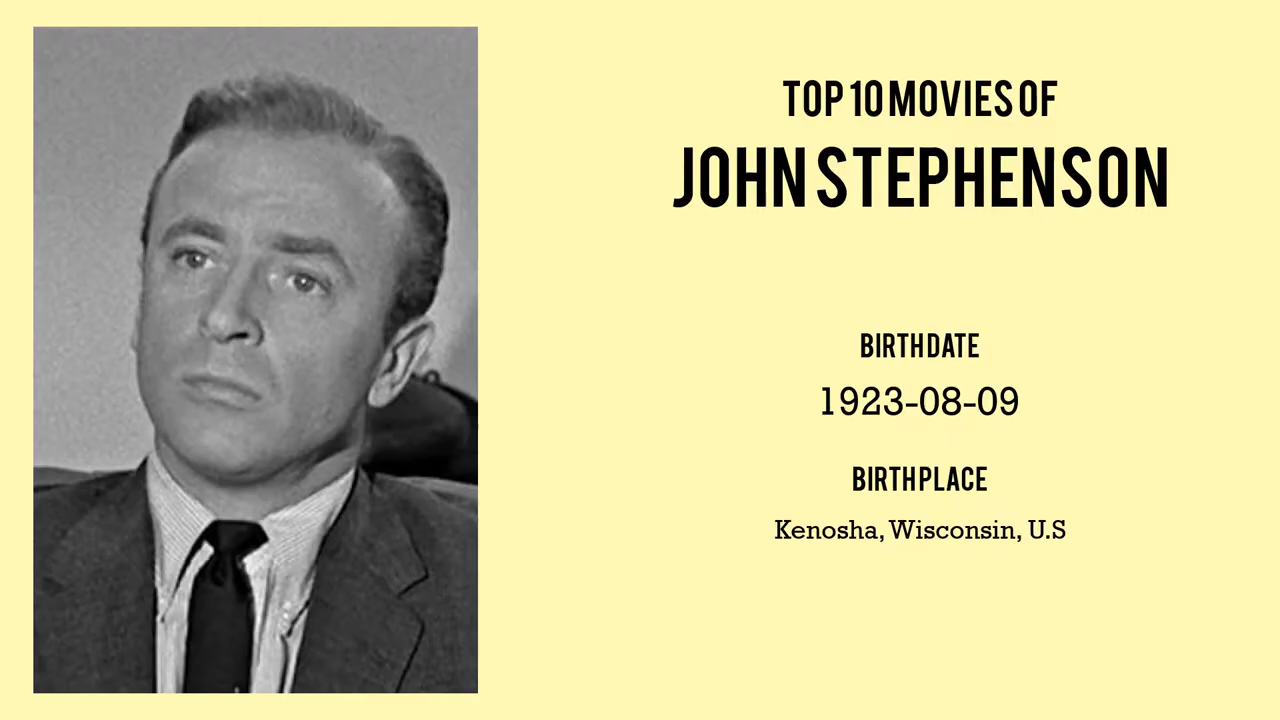 TOP 10 MOVIES OF
JOHN STEPHENSON
BIRTHDATE
1923-08-09
BIRTHPLACE
Kenosha, Wisconsin, U.S